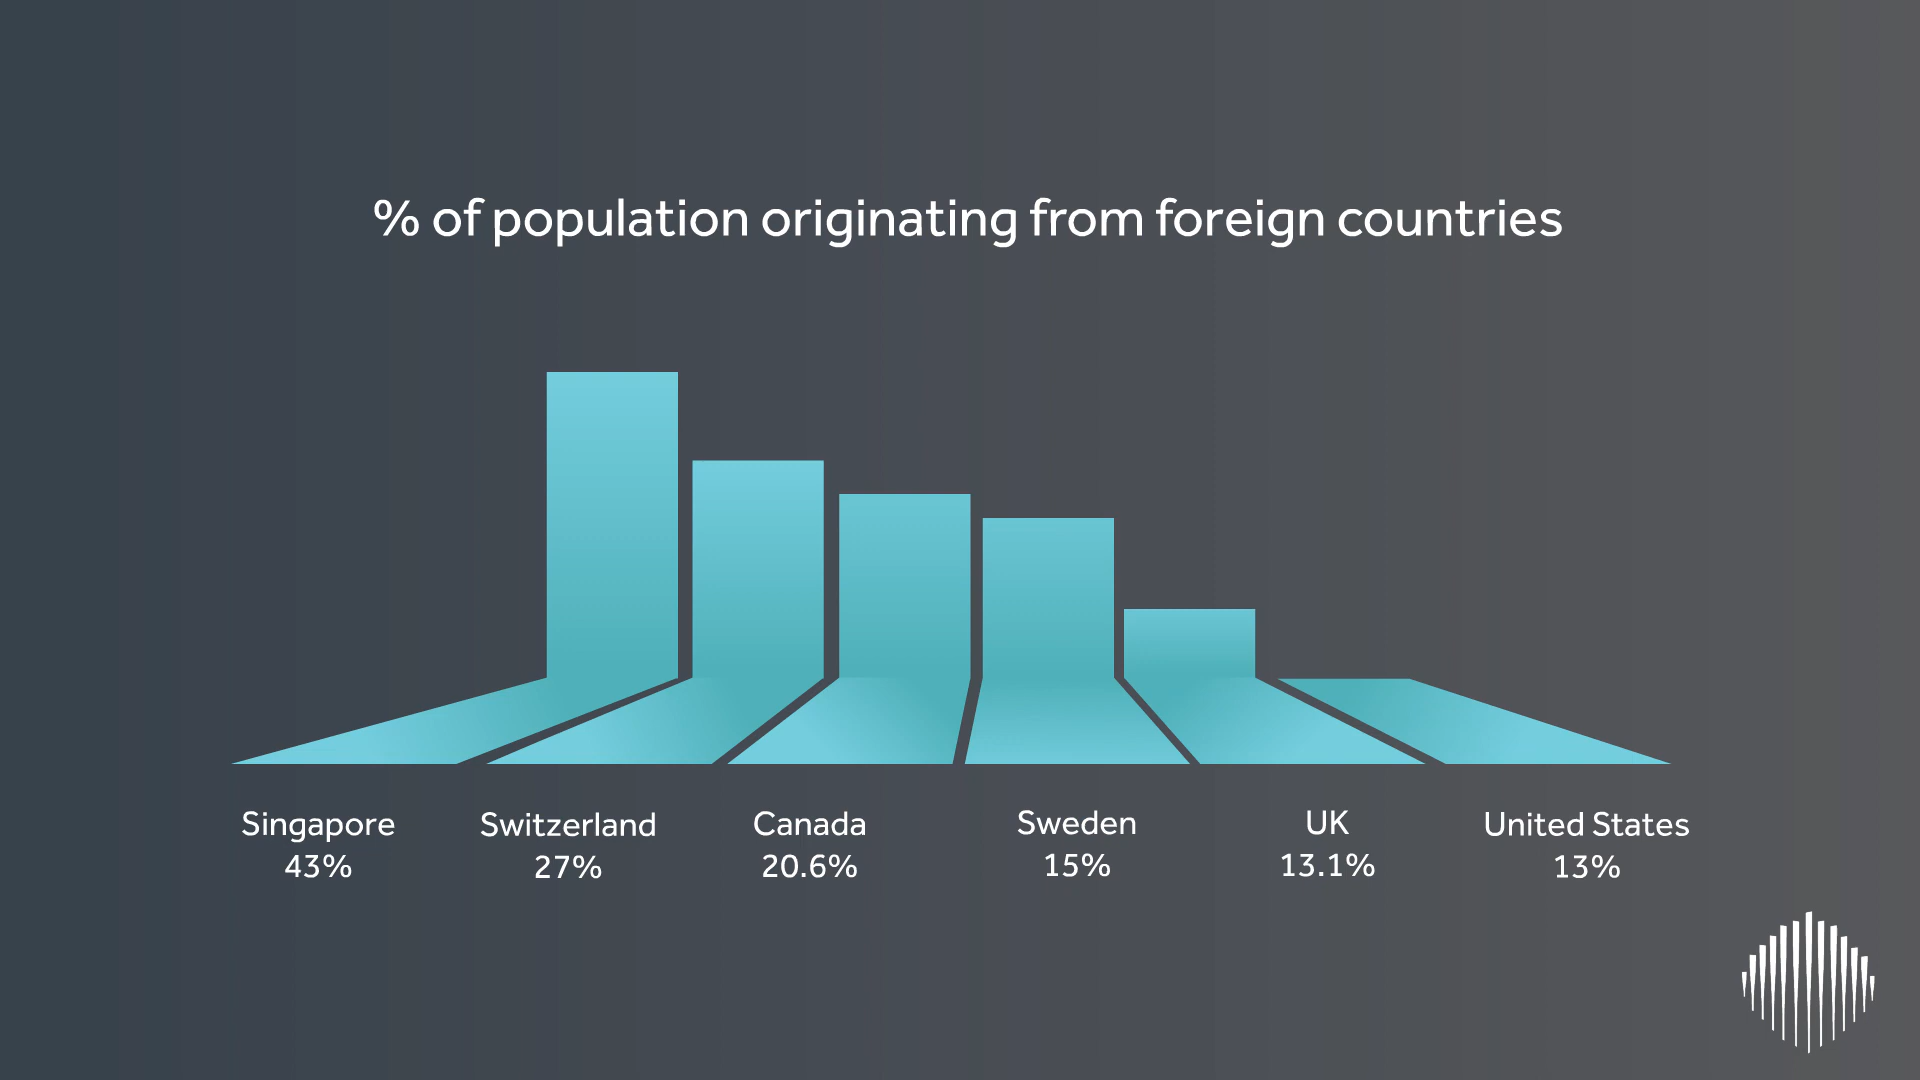 % of population originating from foreign countries
Singapore
43%
Switzerland
27%
Canada
20.6%
Sweden
15%
UK
13.1%
United States
13%